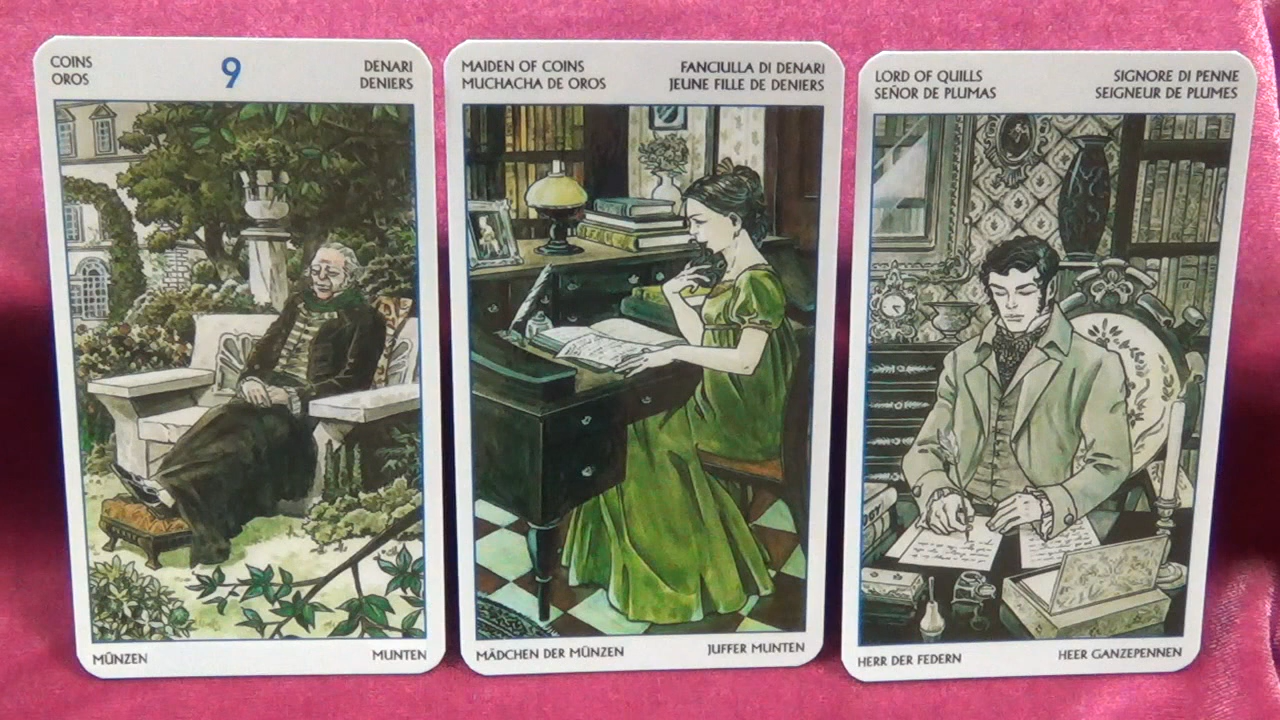 COINS
OROS
9
DENARI
DENIERS
MÜNZEN
MUNTEN
MAIDEN OF COINS
MUCHACHA DE OROS
FANCIULLA DI DENARI
JEUNE FILLE DE DENIERS
MÄDCHEN DER MÜNZEN
JUFFER MUNTEN
LORD OF QUILLS
SEÑOR DE PLUMAS
SIGNORE DI PENNE
SEIGNEUR DE PLUMES
HERR DER FEDERN
HEER GANZEPENNEN